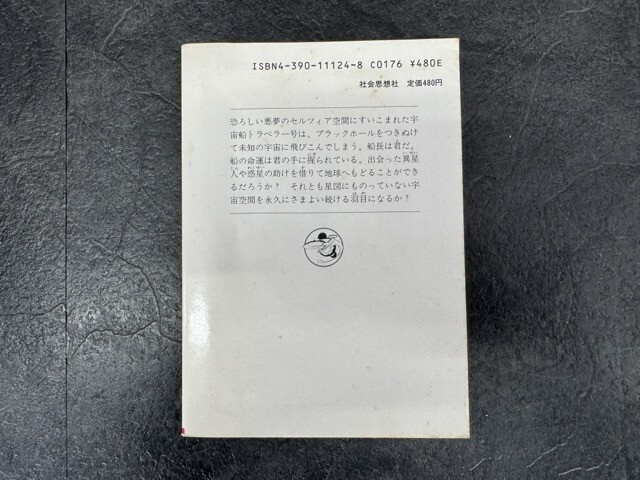 ISBN4-390-11124-8 C0176 ¥480E
社会思想社 定価480円
恐ろしい悪夢のセルツィア空間にすいこまれた宇
宙船トラベラー号は、ブラックホールをつきぬけ
て未知の宇宙に飛びこんでしまう。船長は君だ。
船の命運は君の手に握られている。出会った異星
人や惑星の助けを借りて地球へもどることができ
るだろうか? それとも星図にものっていない宇
宙空間を永久にさまよい続ける羽目になるか?